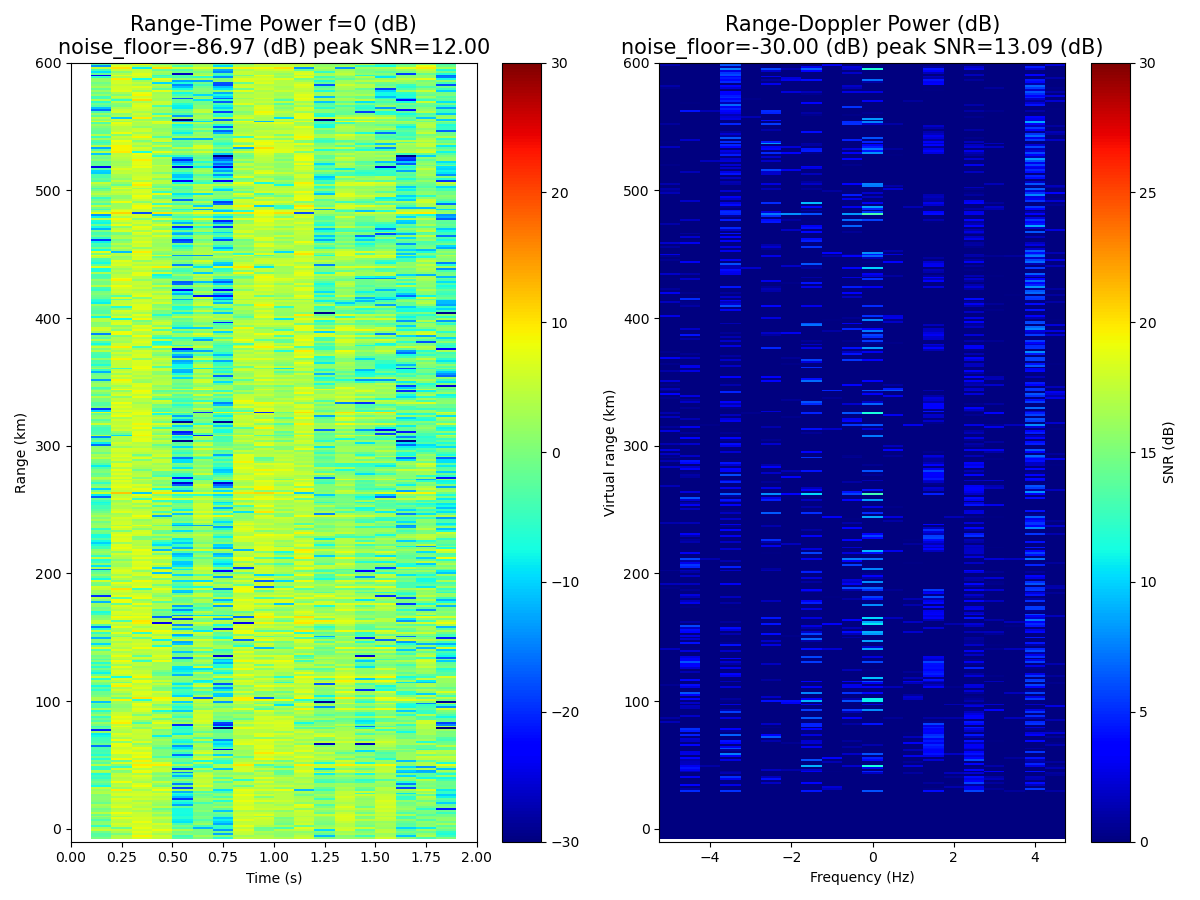 Range-Time Power f=0 (dB)
noise_floor=-86.97 (dB) peak SNR=12.00
Range-Doppler Power (dB)
noise_floor=-30.00 (dB) peak SNR=13.09 (dB)
600
500
400
300
200
100
0
Range (km)
0.00 0.25 0.50 0.75 1.00 1.25 1.50 1.75 2.00
Time (s)
30
20
10
0
−10
−20
−30
600
500
400
300
200
100
0
Virtual range (km)
−4 −2 0 2 4
Frequency (Hz)
30
25
20
15
10
5
0
SNR (dB)